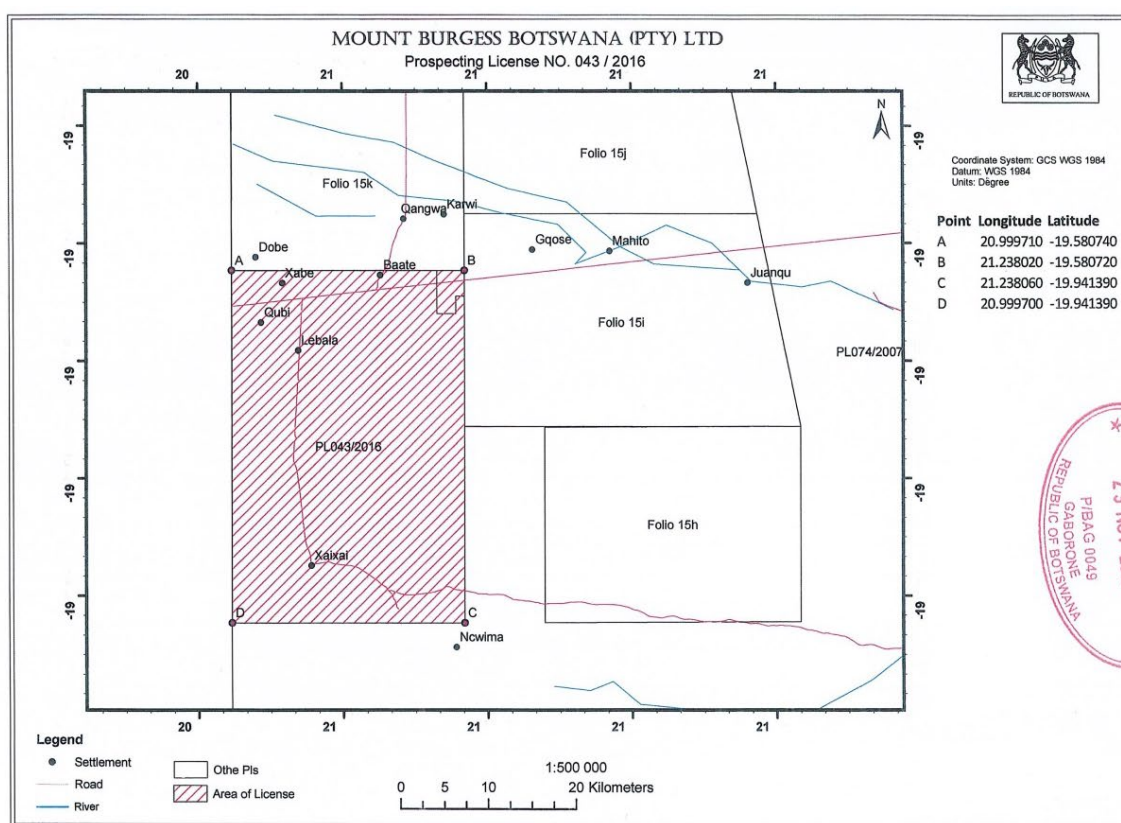 MOUNT BURGESS BOTSWANA (PTY) LTD
Prospecting License NO. 043 / 2016
REPUBLIC OF BOTSWANA
20 21 21 21 21
N
-19
-19
-19
-19
-19
-19
-19
-19
-19
-19
Folio 15j
Folio 15k
Karwi
Qangwa
Dobe
Gqose
Mahito
A
B
Xabe
Baate
Juanqu
Qubi
Folio 15i
Lebala
PL074/2007
PL043/2016
Folio 15h
Xaixai
D
C
Ncwima
20 21 21 21 21
Coordinate System: GCS WGS 1984
Datum: WGS 1984
Units: Degree
Point Longitude Latitude
A 20.999710 -19.580740
B 21.238020 -19.580720
C 21.238060 -19.941390
D 20.999700 -19.941390
P/BAG 0049
GABORONE
REPUBLIC OF BOTSWANA
Legend
Settlement
Road
River
Othe Pls
Area of License
1:500 000
0 5 10 20 Kilometers